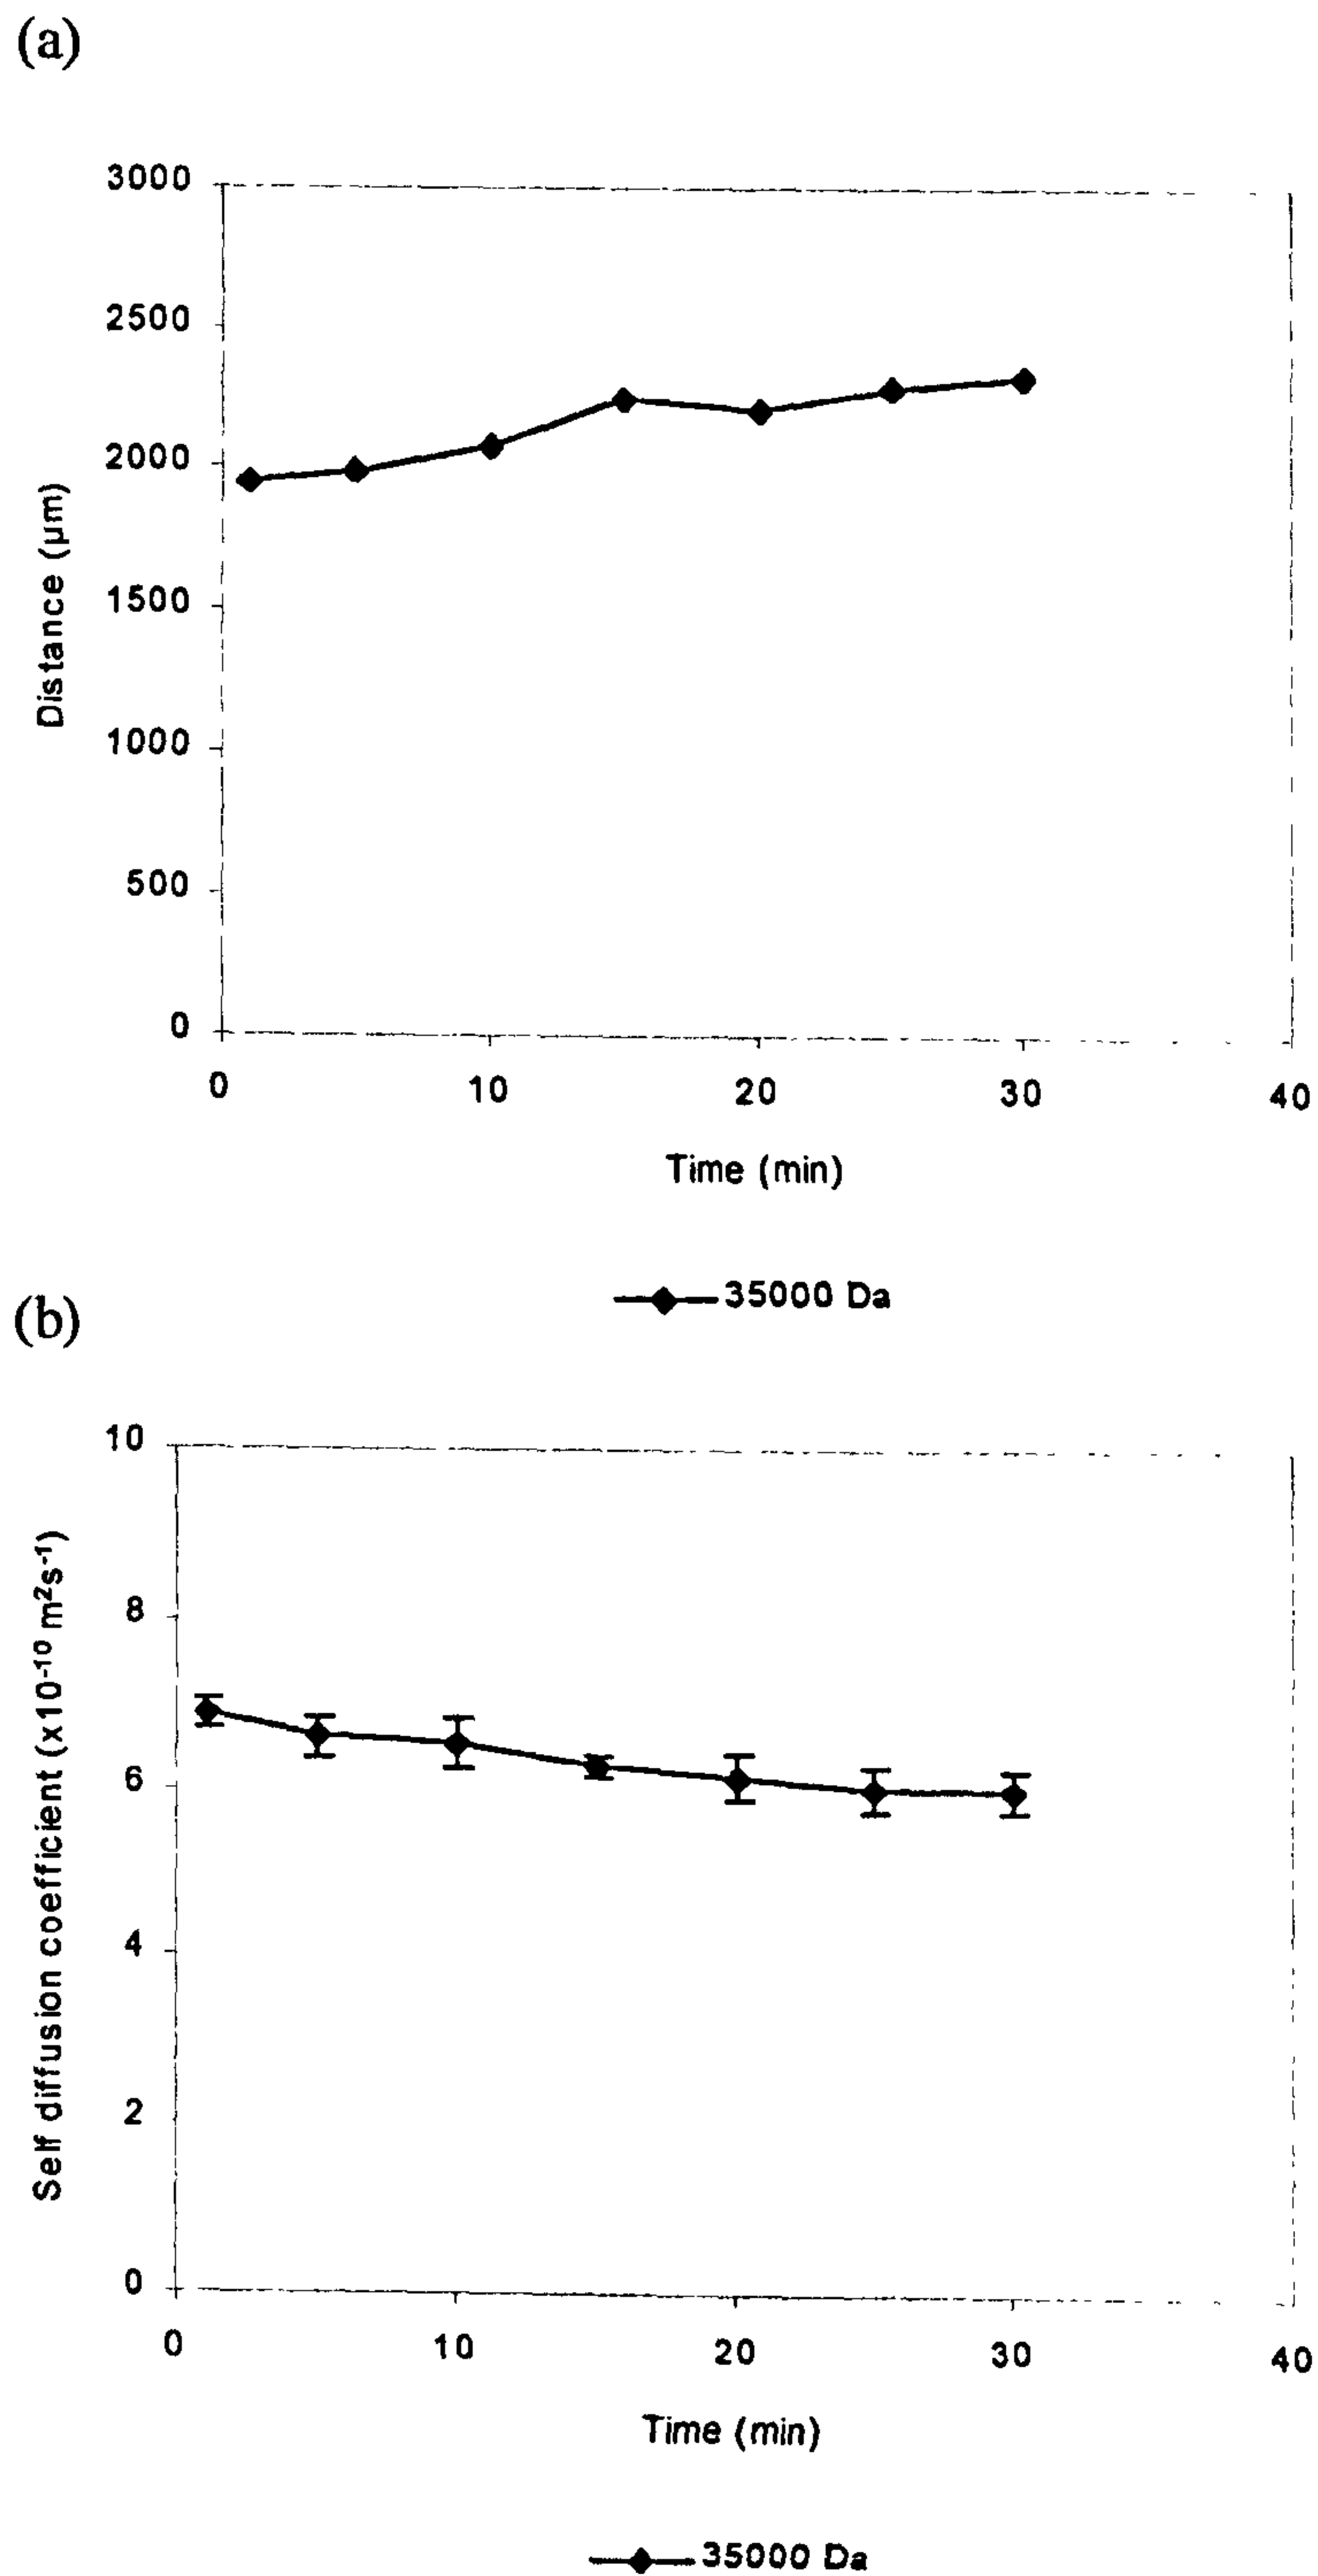 (a)
3000
2500
2000
1500
1000
500
0
Distance (µm)
0 10 20 30 40
Time (min)
35000 Da
(b)
10
8
6
4
2
0
Self diffusion coefficient (x10⁻¹⁰ m²s⁻¹)
0 10 20 30 40
Time (min)
35000 Da